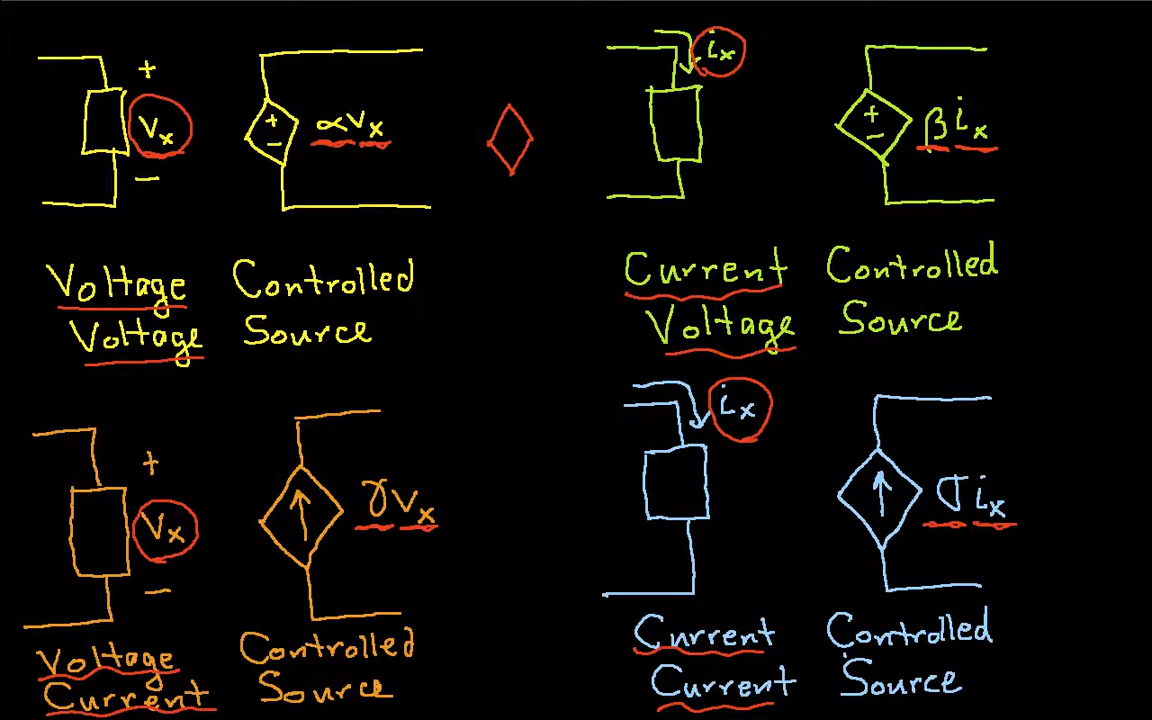 +
Vx
−
+
−
αVx
ix
+
−
βix
Voltage Controlled
Voltage Source
Current Controlled
Voltage Source
+
Vx
−
γVx
ix
σix
Voltage Controlled
Current Source
Current Controlled
Current Source